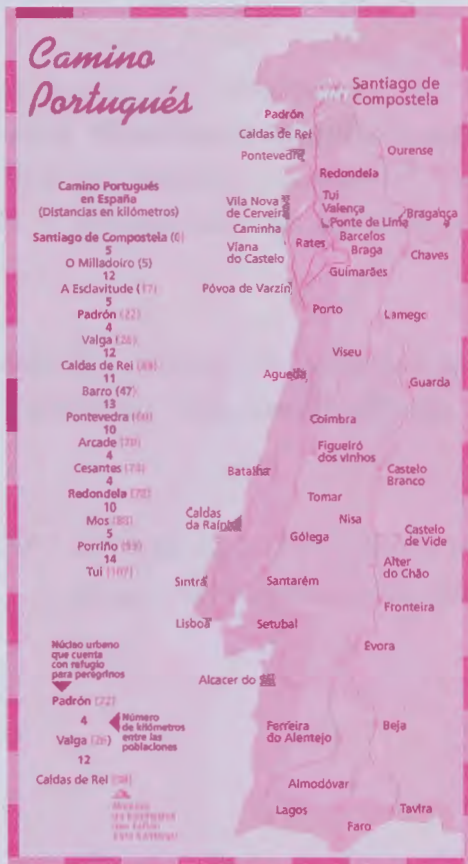 Camino
Portugués
Santiago de
Compostela
Padrón
Caldas de Rei
Pontevedra
Ourense
Redondela
Tui
Valença
Vila Nova
de Cerveira
Ponte de Lima
Bragança
Caminha
Barcelos
Rates
Braga
Viana
do Castelo
Chaves
Guimarães
Póvoa de Varzín
Porto
Lamego
Viseu
Agueda
Guarda
Coimbra
Figueiró
dos vinhos
Batalha
Castelo
Branco
Tomar
Caldas
da
Nisa
Gólega
Castelo
de Vide
Alter
do Chão
Sintra
Santarém
Fronteira
Lisboa
Setubal
Evora
Alcacer do
Ferreira
do Alentejo
Beja
Almodóvar
Lagos
Tavira
Faro
Camino Portugués
en España
(Distancias en kilómetros)
Santiago de Compostela
5
O Milladoiro (5)
12
A Esclavitude (17)
5
Padrón (22)
4
Valga (26)
12
Caldas de Rei
11
Barro (47)
13
Pontevedra (60)
10
Arcade (70)
4
Cesantes
4
Redondela
10
Mos
5
Porriño
14
Tui (107)
Núcleo urbano
que cuenta
con refugio
para peregrinos
Padrón
4
Número
de kilómetros
entre las
poblaciones
Valga (26)
12
Caldas de Rei